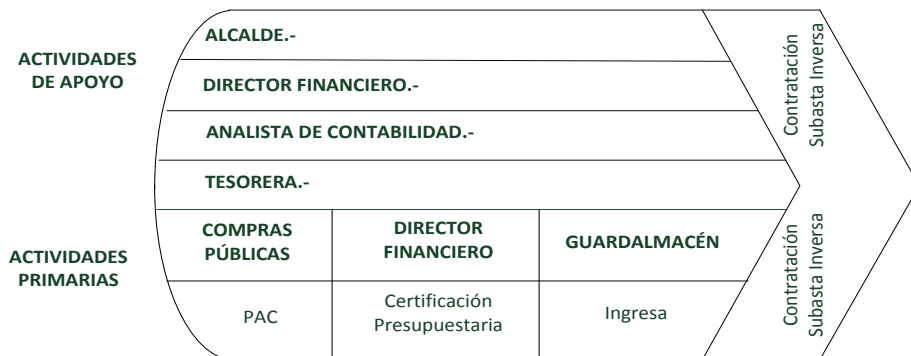 ACTIVIDADES
DE APOYO
ALCALDE.-
DIRECTOR FINANCIERO.-
ANALISTA DE CONTABILIDAD.-
TESORERA.-
Contratación
Subasta Inversa
ACTIVIDADES
PRIMARIAS
COMPRAS
PÚBLICAS
DIRECTOR
FINANCIERO
GUARDALMACÉN
PAC
Certificación
Presupuestaria
Ingresa
Contratación
Subasta Inversa